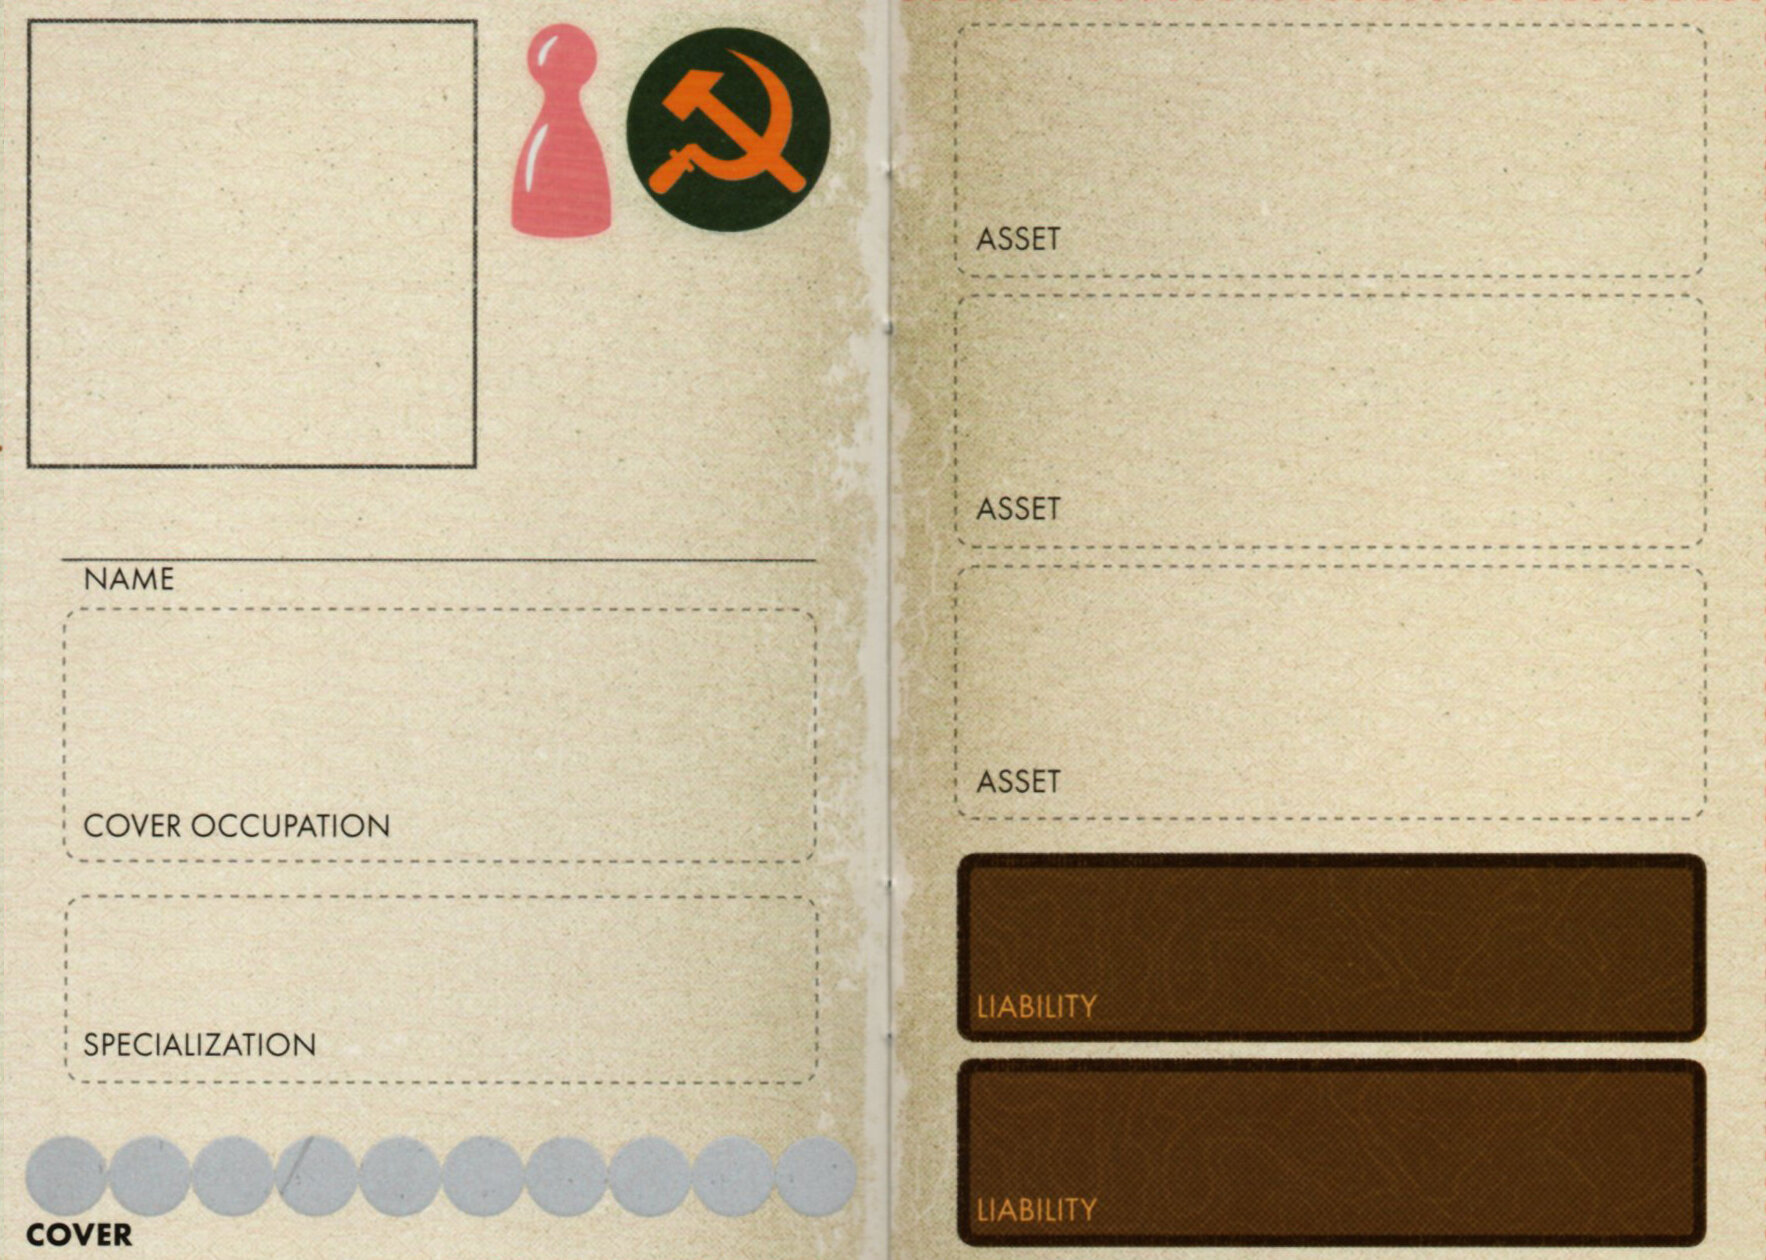 NAME
COVER OCCUPATION
SPECIALIZATION
COVER
ASSET
ASSET
ASSET
LIABILITY
LIABILITY